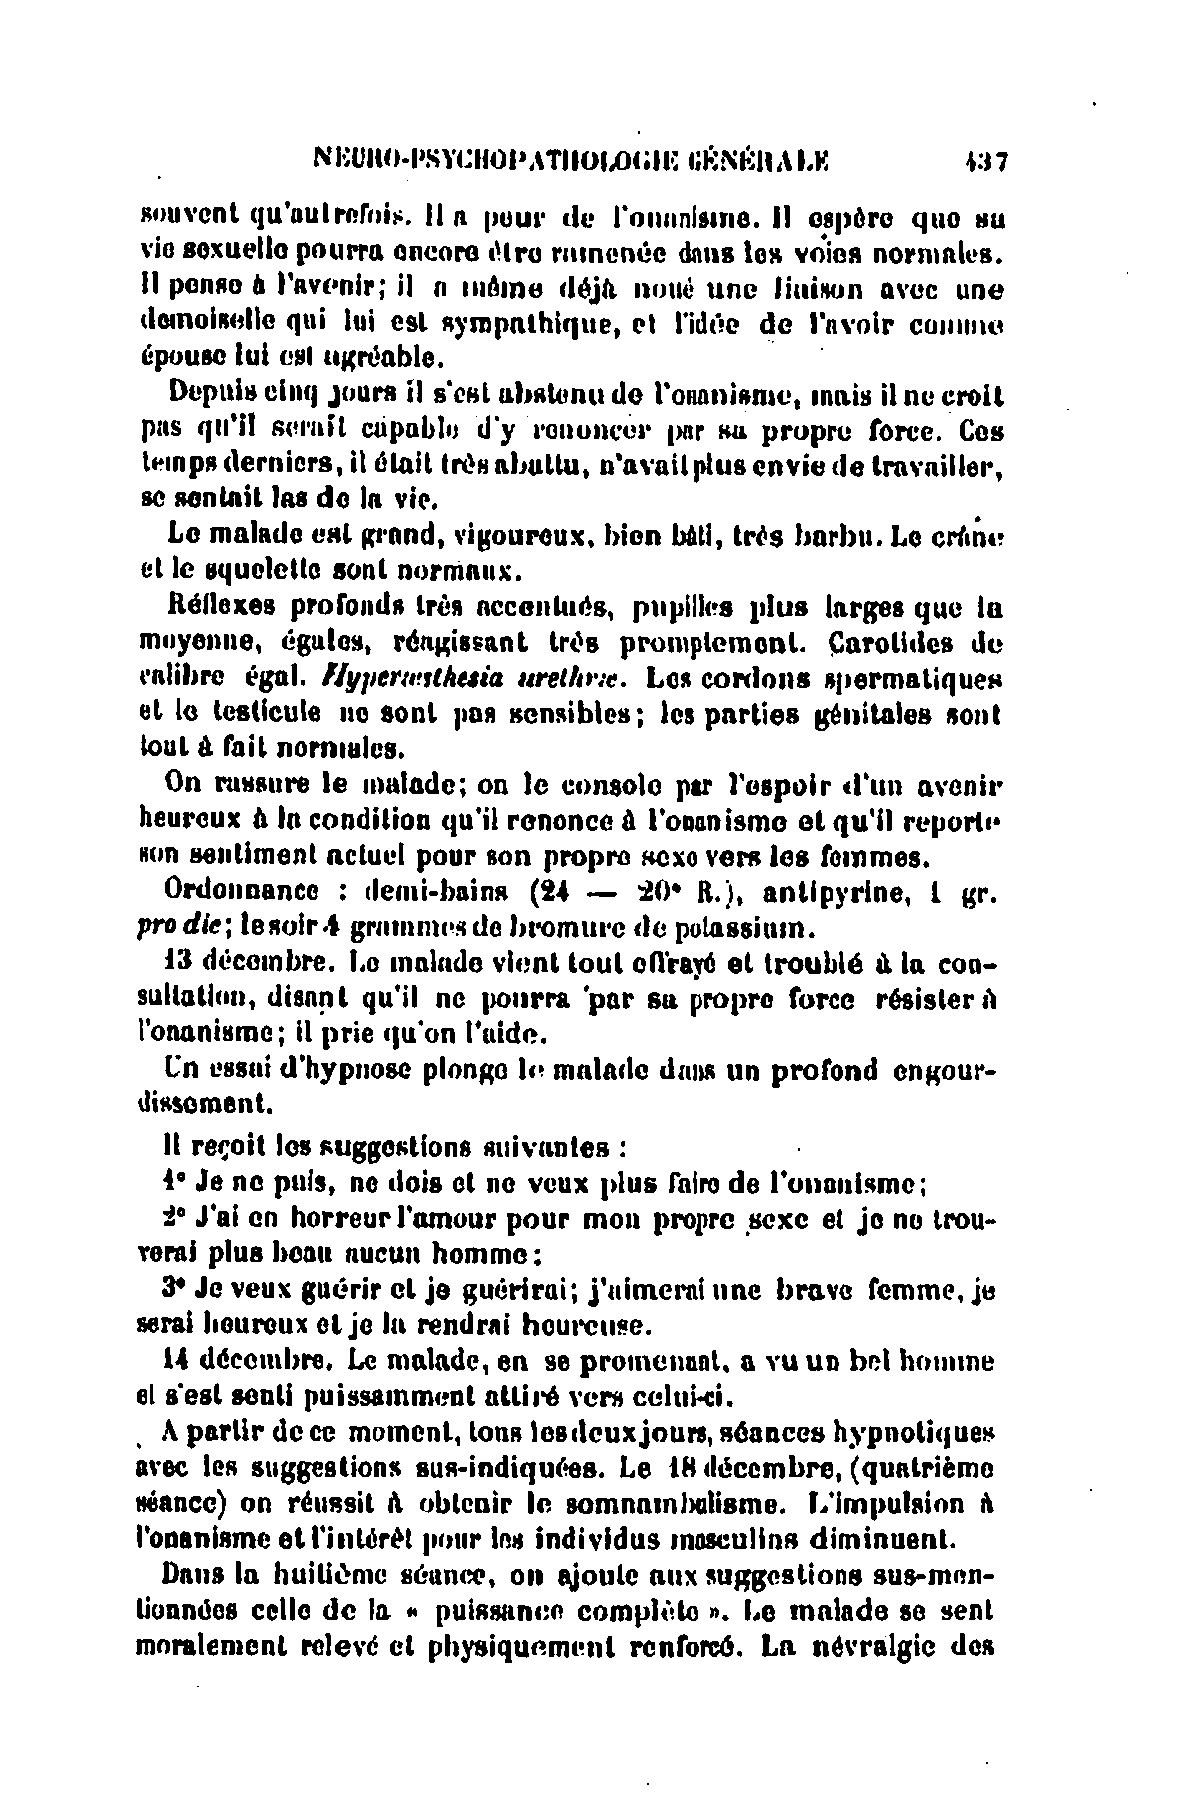 NEURO-PSYCHOPATHOLOGIE GÉNÉRALE 437
souvent qu'autrefois. Il a peur de l'onanisme. Il espère que sa
vie sexuelle pourra encore être ramenée dans les voies normales.
Il pense à l'avenir; il a même déjà noué une liaison avec une
demoiselle qui lui est sympathique, et l'idée de l'avoir comme
épouse lui est agréable.
Depuis cinq jours il s'est abstenu de l'onanisme, mais il ne croit
pas qu'il serait capable d'y renoncer par sa propre force. Ces
temps derniers, il était très abattu, n'avait plus envie de travailler,
se sentait las de la vie.
Le malade est grand, vigoureux, bien bâti, très barbu. Le crâne
et le squelette sont normaux.
Réflexes profonds très accentués, pupilles plus larges que la
moyenne, égales, réagissant très promptement. Carotides de
calibre égal. Hyperæsthesia urethræ. Les cordons spermatiques
et le testicule ne sont pas sensibles; les parties génitales sont
tout à fait normales.
On rassure le malade; on le console par l'espoir d'un avenir
heureux à la condition qu'il renonce à l'onanisme et qu'il reporte
son sentiment actuel pour son propre sexe vers les femmes.
Ordonnance : demi-bains (24 — 20° R.), antipyrine, 1 gr.
pro die; le soir 4 grammes de bromure de potassium.
13 décembre. Le malade vient tout effrayé et troublé à la con-
sultation, disant qu'il ne pourra par sa propre force résister à
l'onanisme; il prie qu'on l'aide.
Un essai d'hypnose plonge le malade dans un profond engour-
dissement.
Il reçoit les suggestions suivantes :
1° Je ne puis, ne dois et ne veux plus faire de l'onanisme;
2° J'ai en horreur l'amour pour mon propre sexe et je ne trou-
verai plus beau aucun homme;
3° Je veux guérir et je guérirai; j'aimerai une brave femme, je
serai heureux et je la rendrai heureuse.
14 décembre. Le malade, en se promenant, a vu un bel homme
et s'est senti puissamment attiré vers celui-ci.
A partir de ce moment, tous les deux jours, séances hypnotiques
avec les suggestions sus-indiquées. Le 18 décembre, (quatrième
séance) on réussit à obtenir le somnambulisme. L'impulsion à
l'onanisme et l'intérêt pour les individus masculins diminuent.
Dans la huitième séance, on ajoute aux suggestions sus-men-
tionnées celle de la « puissance complète ». Le malade se sent
moralement relevé et physiquement renforcé. La névralgie des